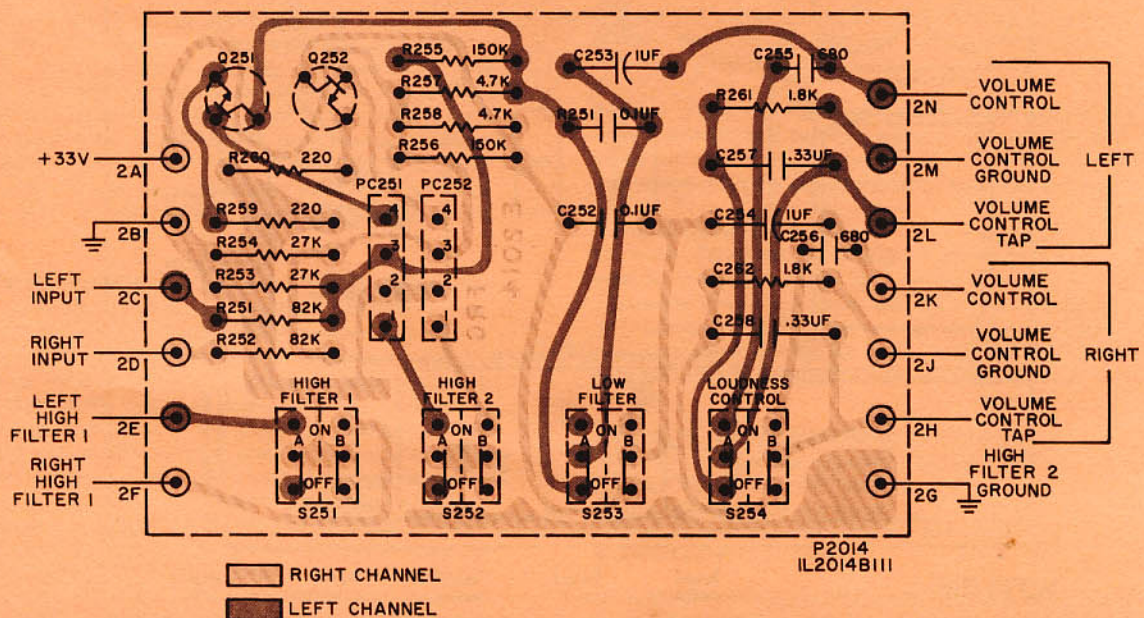 Q251 Q252
R255 150K
R257 4.7K
R258 4.7K
R256 150K
C253 1UF
C255 680
R251 0.1UF
R261 1.8K
C257 .33UF
+33V 2A
2B
LEFT INPUT 2C
RIGHT INPUT 2D
LEFT HIGH FILTER 1 2E
RIGHT HIGH FILTER 1 2F
R260 220
R259 220
R254 27K
R253 27K
R251 82K
R252 82K
PC251 PC252
4 4
3 3
2 2
1 1
C252 0.1UF
C254 1UF
C256 680
C262 1.8K
C258 .33UF
E P2014
FRO
2N VOLUME CONTROL
2M VOLUME CONTROL GROUND
2L VOLUME CONTROL TAP
LEFT
2K VOLUME CONTROL
2J VOLUME CONTROL GROUND
2H VOLUME CONTROL TAP
RIGHT
2G HIGH FILTER 2 GROUND
HIGH FILTER 1
ON
A B
OFF
S251
HIGH FILTER 2
ON
A B
OFF
S252
LOW FILTER
ON
A B
OFF
S253
LOUDNESS CONTROL
ON
A B
OFF
S254
P2014
IL2014B111
RIGHT CHANNEL
LEFT CHANNEL